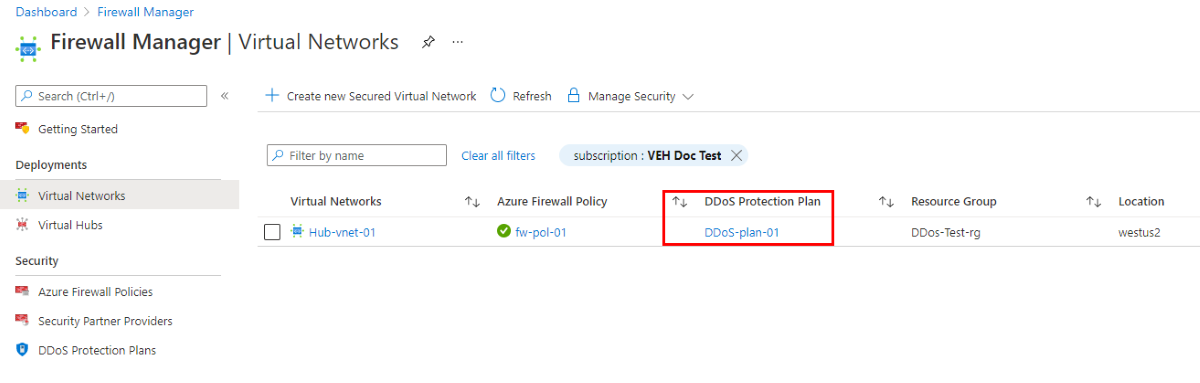 Dashboard > Firewall Manager
Firewall Manager | Virtual Networks ...
Search (Ctrl+/) «
Getting Started
Deployments
Virtual Networks
Virtual Hubs
Security
Azure Firewall Policies
Security Partner Providers
DDoS Protection Plans
+ Create new Secured Virtual Network Refresh Manage Security
Filter by name Clear all filters subscription : VEH Doc Test ×
Virtual Networks ↑↓ Azure Firewall Policy ↑↓ DDoS Protection Plan ↑↓ Resource Group ↑↓ Location
Hub-vnet-01 fw-pol-01 DDoS-plan-01 DDos-Test-rg westus2